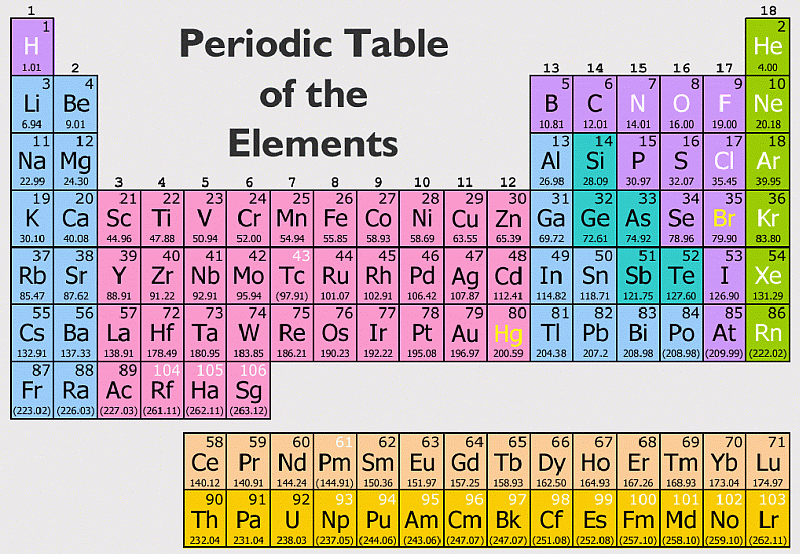 1 18
1 2
H Periodic Table He
1.01 4.00
2 13 14 15 16 17
3 4 of the 5 6 7 8 9 10
Li Be B C N O F Ne
6.94 9.01 10.81 12.01 14.01 16.00 19.00 20.18
11 12 Elements 13 14 15 16 17 18
Na Mg Al Si P S Cl Ar
22.99 24.30 26.98 28.09 30.97 32.07 35.45 39.95
3 4 5 6 7 8 9 10 11 12
19 20 21 22 23 24 25 26 27 28 29 30 31 32 33 34 35 36
K Ca Sc Ti V Cr Mn Fe Co Ni Cu Zn Ga Ge As Se Br Kr
30.10 40.08 44.96 47.88 50.94 52.00 54.94 55.85 58.93 58.69 63.55 65.39 69.72 72.61 74.92 78.96 79.90 83.80
37 38 39 40 41 42 43 44 45 46 47 48 49 50 51 52 53 54
Rb Sr Y Zr Nb Mo Tc Ru Rh Pd Ag Cd In Sn Sb Te I Xe
85.47 87.62 88.91 91.22 92.91 95.94 (97.91) 101.07 102.91 106.42 107.87 112.41 114.82 118.71 121.75 127.60 126.90 131.29
55 56 57 72 73 74 75 76 77 78 79 80 81 82 83 84 85 86
Cs Ba La Hf Ta W Re Os Ir Pt Au Hg Tl Pb Bi Po At Rn
132.91 137.33 138.91 178.49 180.95 183.85 186.21 190.23 192.22 195.08 196.97 200.59 204.38 207.2 208.98 (208.98) (209.99) (222.02)
87 88 89 104 105 106
Fr Ra Ac Rf Ha Sg
(223.02) (226.03) (227.03) (261.11) (262.11) (263.12)
58 59 60 61 62 63 64 65 66 67 68 69 70 71
Ce Pr Nd Pm Sm Eu Gd Tb Dy Ho Er Tm Yb Lu
140.12 140.91 144.24 (144.91) 150.36 151.97 157.25 158.93 162.50 164.93 167.26 168.93 173.04 174.97
90 91 92 93 94 95 96 97 98 99 100 101 102 103
Th Pa U Np Pu Am Cm Bk Cf Es Fm Md No Lr
232.04 231.04 238.03 (237.05) (244.06) (243.06) (247.07) (247.07) (251.08) (252.08) (257.10) (258.10) (259.10) (262.11)